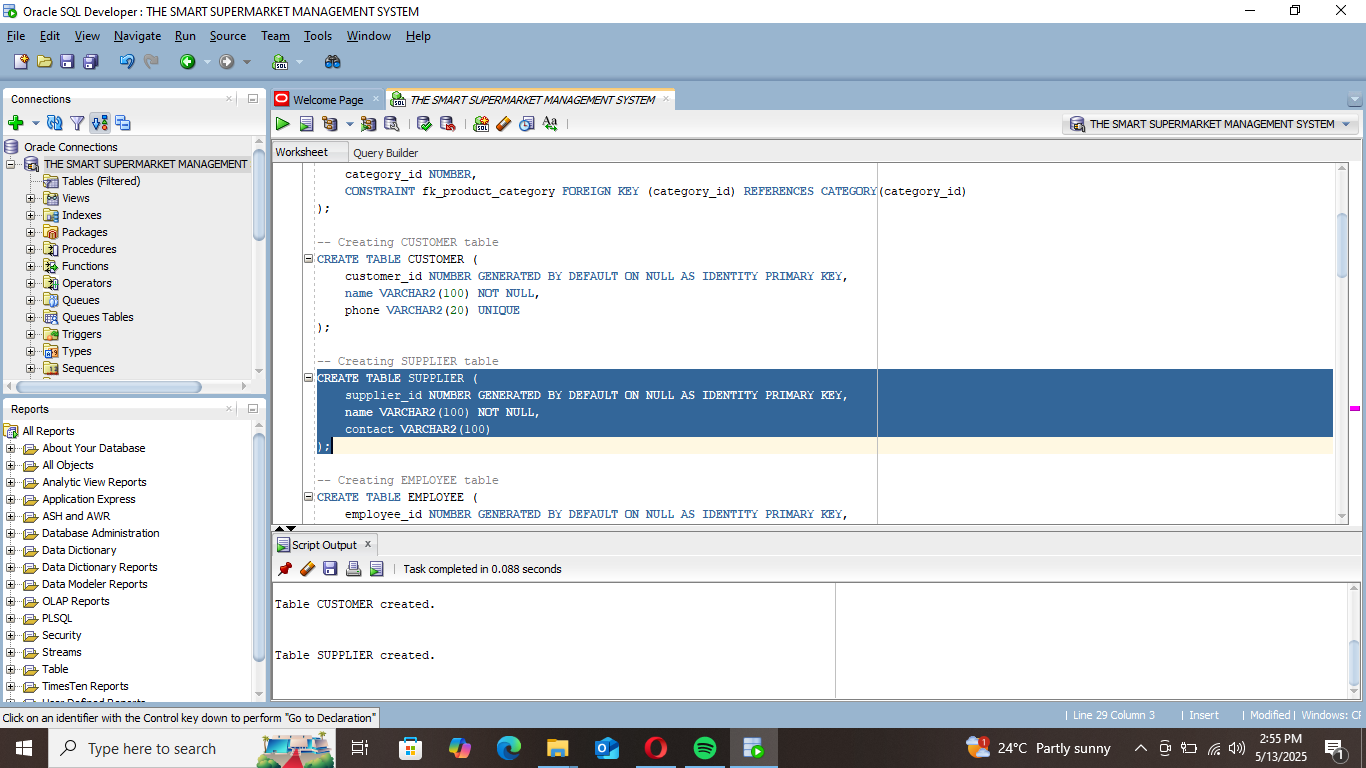 Oracle SQL Developer : THE SMART SUPERMARKET MANAGEMENT SYSTEM
File Edit View Navigate Run Source Team Tools Window Help
Connections
Oracle Connections
THE SMART SUPERMARKET MANAGEMENT
Tables (Filtered)
Views
Indexes
Packages
Procedures
Functions
Operators
Queues
Queues Tables
Triggers
Types
Sequences
Reports
All Reports
About Your Database
All Objects
Analytic View Reports
Application Express
ASH and AWR
Database Administration
Data Dictionary
Data Dictionary Reports
Data Modeler Reports
OLAP Reports
PLSQL
Security
Streams
Table
TimesTen Reports
User Defined Reports
Welcome Page
THE SMART SUPERMARKET MANAGEMENT SYSTEM
THE SMART SUPERMARKET MANAGEMENT SYSTEM
Worksheet Query Builder
category_id NUMBER,
CONSTRAINT fk_product_category FOREIGN KEY (category_id) REFERENCES CATEGORY(category_id)
);
-- Creating CUSTOMER table
CREATE TABLE CUSTOMER (
customer_id NUMBER GENERATED BY DEFAULT ON NULL AS IDENTITY PRIMARY KEY,
name VARCHAR2(100) NOT NULL,
phone VARCHAR2(20) UNIQUE
);
-- Creating SUPPLIER table
CREATE TABLE SUPPLIER (
supplier_id NUMBER GENERATED BY DEFAULT ON NULL AS IDENTITY PRIMARY KEY,
name VARCHAR2(100) NOT NULL,
contact VARCHAR2(100)
);
-- Creating EMPLOYEE table
CREATE TABLE EMPLOYEE (
employee_id NUMBER GENERATED BY DEFAULT ON NULL AS IDENTITY PRIMARY KEY,
Script Output
Task completed in 0.088 seconds
Table CUSTOMER created.
Table SUPPLIER created.
Click on an identifier with the Control key down to perform "Go to Declaration"
Line 29 Column 3 | Insert | Modified | Windows: CR
Type here to search
24°C Partly sunny
2:55 PM
5/13/2025
1